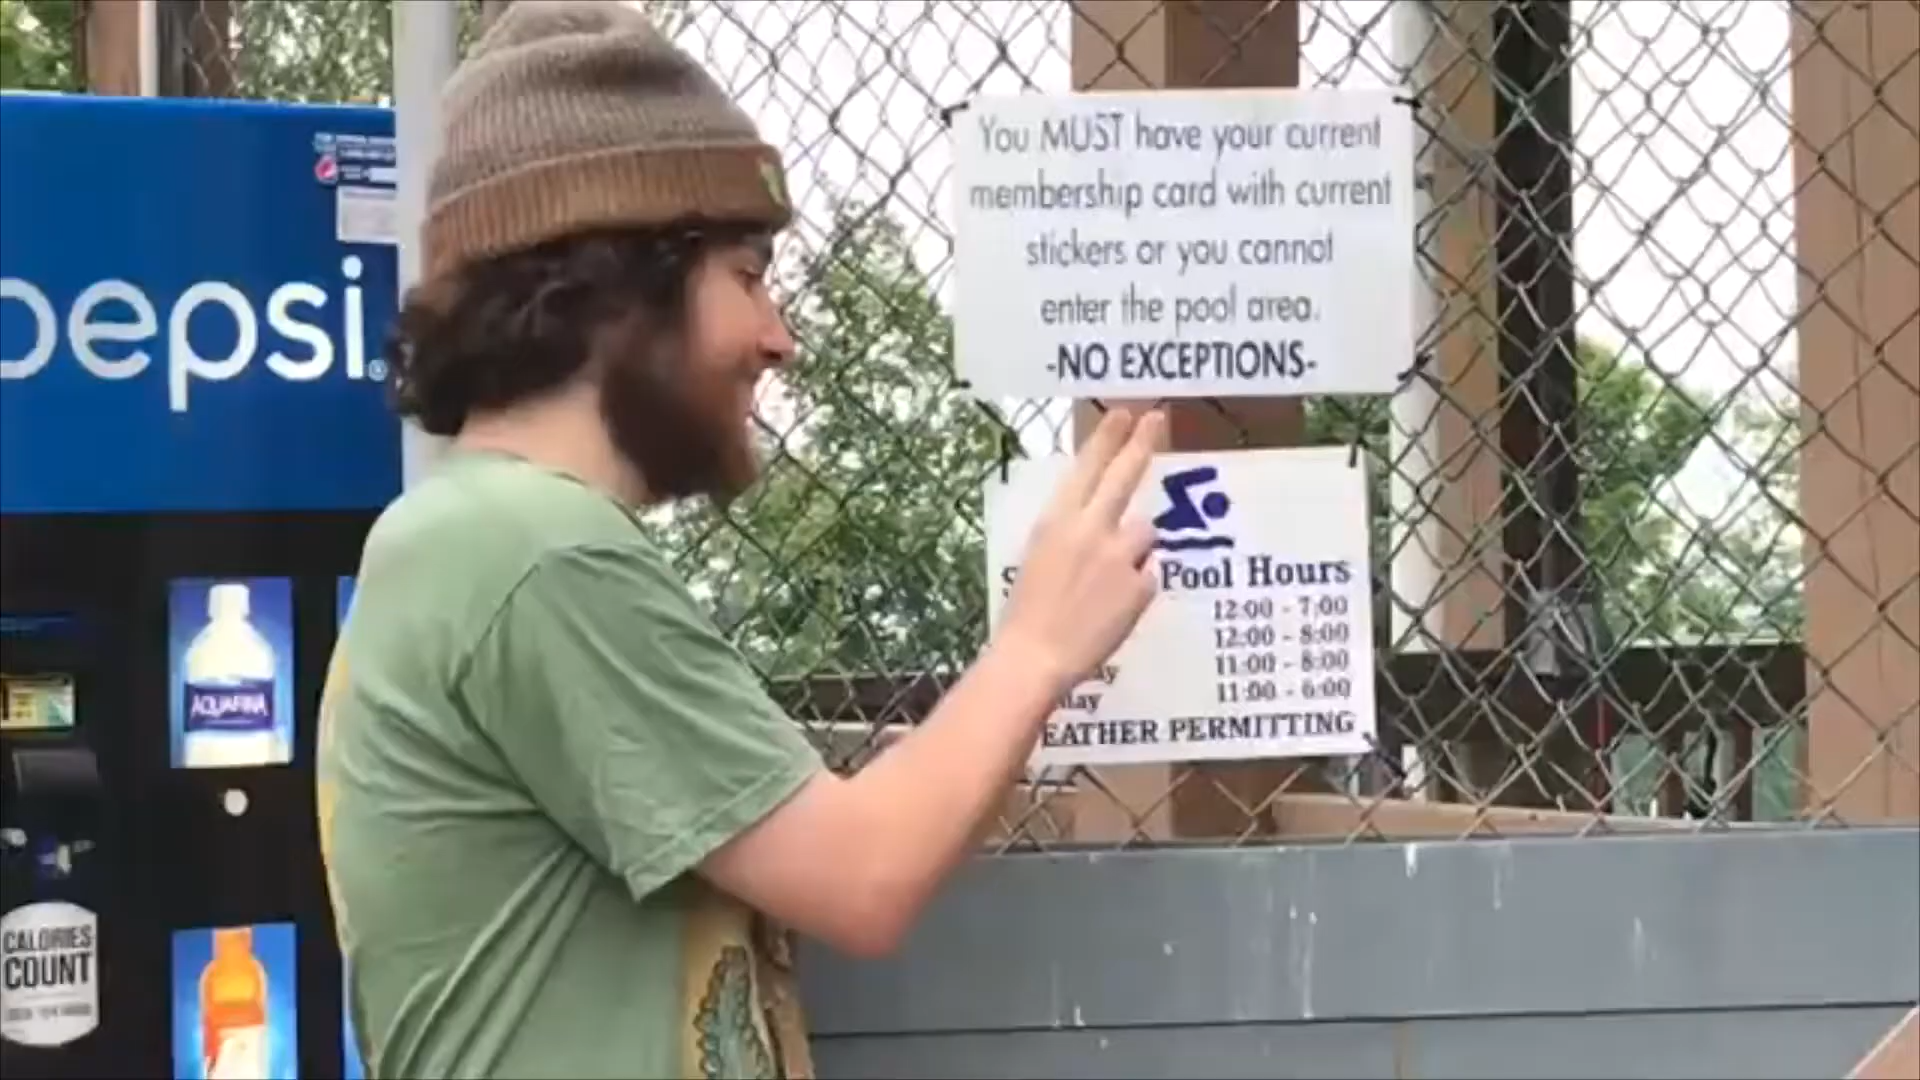 pepsi
You MUST have your current
membership card with current
stickers or you cannot
enter the pool area.
-NO EXCEPTIONS-
Pool Hours
12:00 - 7:00
12:00 - 8:00
11:00 - 8:00
11:00 - 6:00
EATHER PERMITTING
AQUAFINA
CALORIES
COUNT